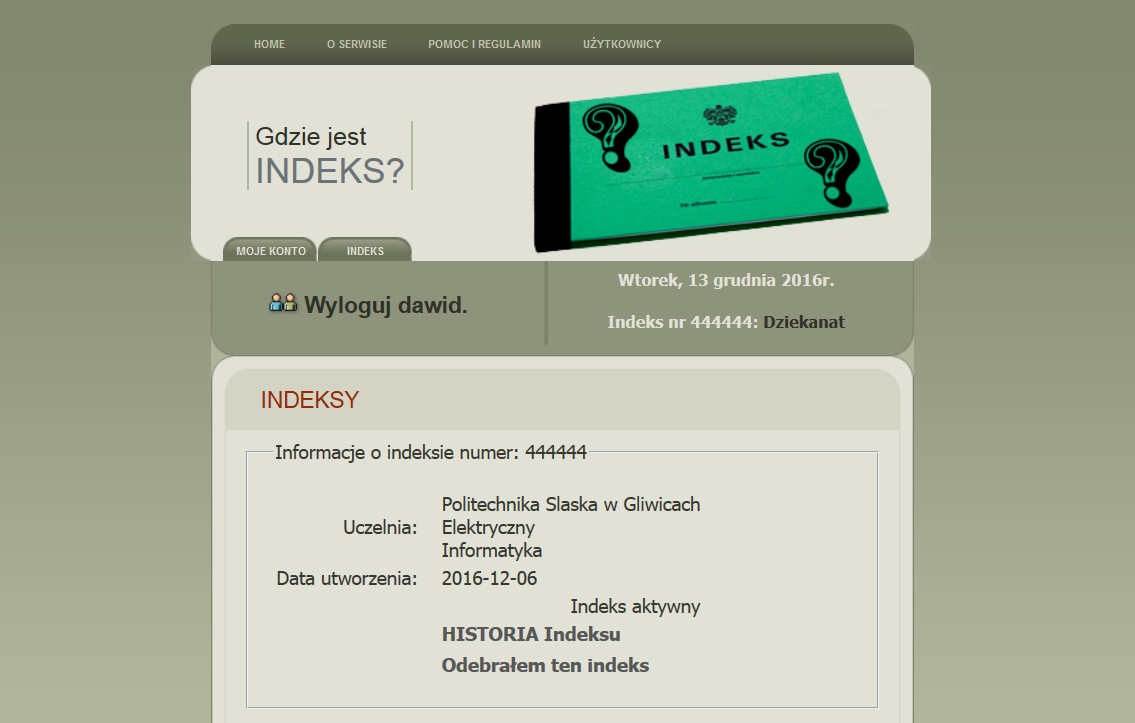 HOME O SERWISIE POMOC I REGULAMIN UŻYTKOWNICY
Gdzie jest
INDEKS?
INDEKS
MOJE KONTO INDEKS
Wyloguj dawid.
Wtorek, 13 grudnia 2016r.
Indeks nr 444444: Dziekanat
INDEKSY
Informacje o indeksie numer: 444444
Uczelnia:
Politechnika Slaska w Gliwicach
Elektryczny
Informatyka
Data utworzenia: 2016-12-06
Indeks aktywny
HISTORIA Indeksu
Odebrałem ten indeks